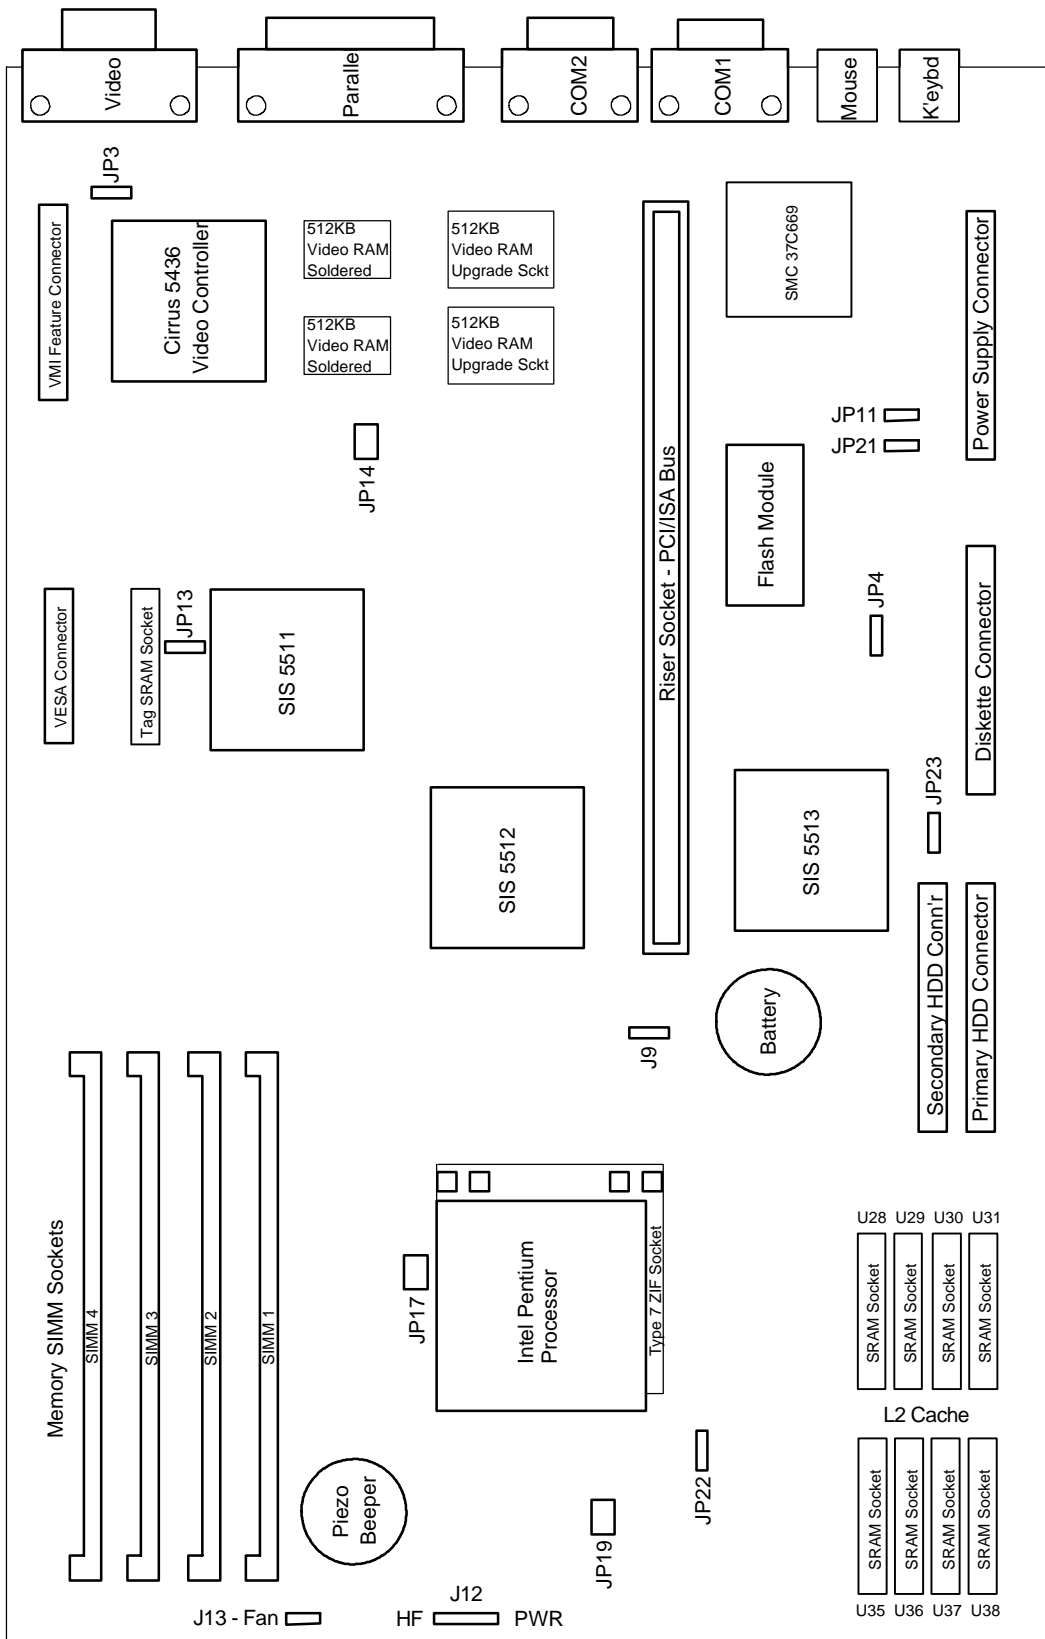 Video
Paralle
COM2
COM1
Mouse
K'eybd
JP3
VMI Feature Connector
Cirrus 5436
Video Controller
512KB
Video RAM
Soldered
512KB
Video RAM
Upgrade Sckt
512KB
Video RAM
Soldered
512KB
Video RAM
Upgrade Sckt
SMC 37C669
Power Supply Connector
JP11
JP21
JP14
Riser Socket - PCI/ISA Bus
Flash Module
VESA Connector
Tag SRAM Socket
JP13
SIS 5511
JP4
Diskette Connector
SIS 5512
SIS 5513
JP23
Secondary HDD Conn'r
Primary HDD Connector
J9
Battery
Memory SIMM Sockets
SIMM 4
SIMM 3
SIMM 2
SIMM 1
JP17
Intel Pentium
Processor
Type 7 ZIF Socket
U28 U29 U30 U31
SRAM Socket
SRAM Socket
SRAM Socket
SRAM Socket
L2 Cache
SRAM Socket
SRAM Socket
SRAM Socket
SRAM Socket
U35 U36 U37 U38
Piezo
Beeper
JP22
JP19
J12
J13 - Fan
HF
PWR